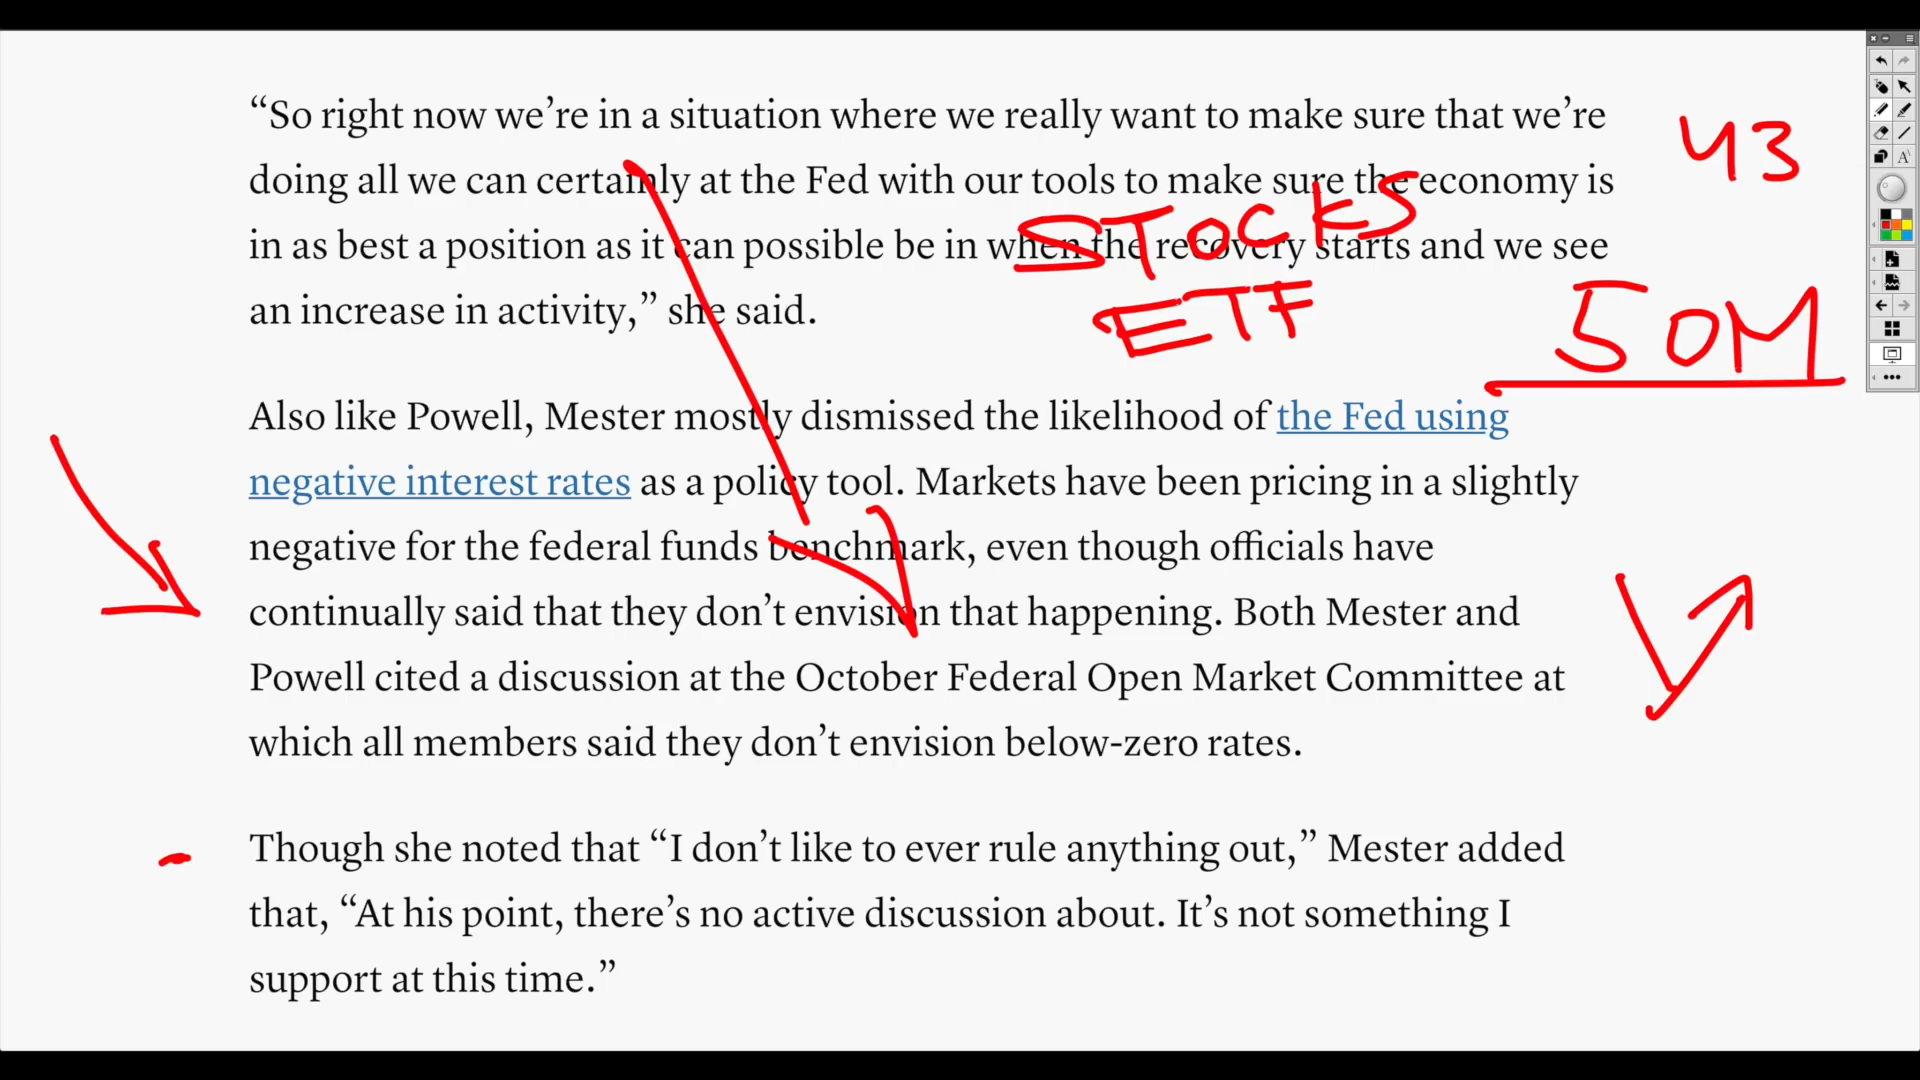 “So right now we’re in a situation where we really want to make sure that we’re
43
doing all we can certainly at the Fed with our tools to make sure the economy is
STOCKS
in as best a position as it can possible be in when the recovery starts and we see
an increase in activity,” she said.
ETF
50M
Also like Powell, Mester mostly dismissed the likelihood of the Fed using
negative interest rates as a policy tool. Markets have been pricing in a slightly
negative for the federal funds benchmark, even though officials have
continually said that they don’t envision that happening. Both Mester and
Powell cited a discussion at the October Federal Open Market Committee at
which all members said they don’t envision below-zero rates.
Though she noted that “I don’t like to ever rule anything out,” Mester added
that, “At his point, there’s no active discussion about. It’s not something I
support at this time.”